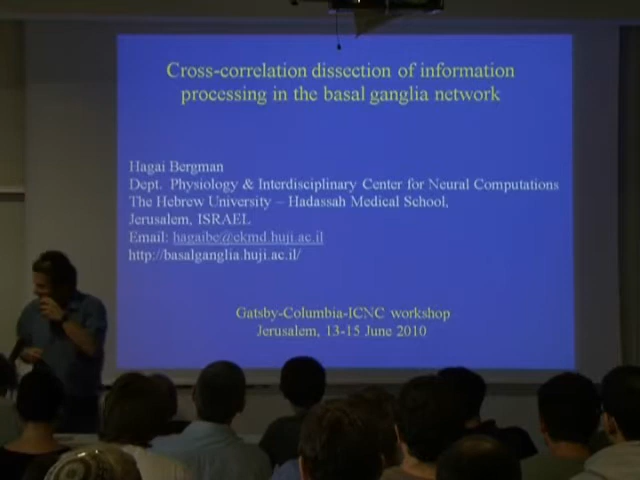 Cross-correlation dissection of information
processing in the basal ganglia network
Hagai Bergman
Dept. Physiology & Interdisciplinary Center for Neural Computations
The Hebrew University – Hadassah Medical School,
Jerusalem, ISRAEL
Email: hagaibe@ekmd.huji.ac.il
http://basalganglia.huji.ac.il/
Gatsby-Columbia-ICNC workshop
Jerusalem, 13-15 June 2010